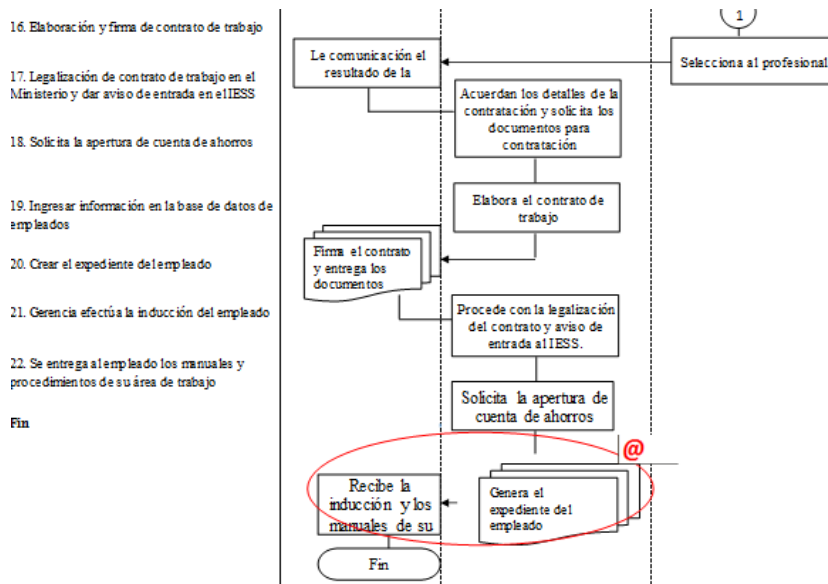 16. Elaboración y firma de contrato de trabajo
17. Legalización de contrato de trabajo en el
Ministerio y dar aviso de entrada en el IESS
18. Solicita la apertura de cuenta de ahorros
19. Ingresar información en la base de datos de
empleados
20. Crear el expediente del empleado
21. Gerencia efectúa la inducción del empleado
22. Se entrega al empleado los manuales y
procedimientos de su área de trabajo
Fin
1
Selecciona al profesional
Le comunicación el
resultado de la
Acuerdan los detalles de la
contratación y solicita los
documentos para
contratación
Elabora el contrato de
trabajo
Firma el contrato
y entrega los
documentos
Procede con la legalización
del contrato y aviso de
entrada al IESS.
Solicita la apertura de
cuenta de ahorros
@
Genera el
expediente del
empleado
Recibe la
inducción y los
manuales de su
Fin